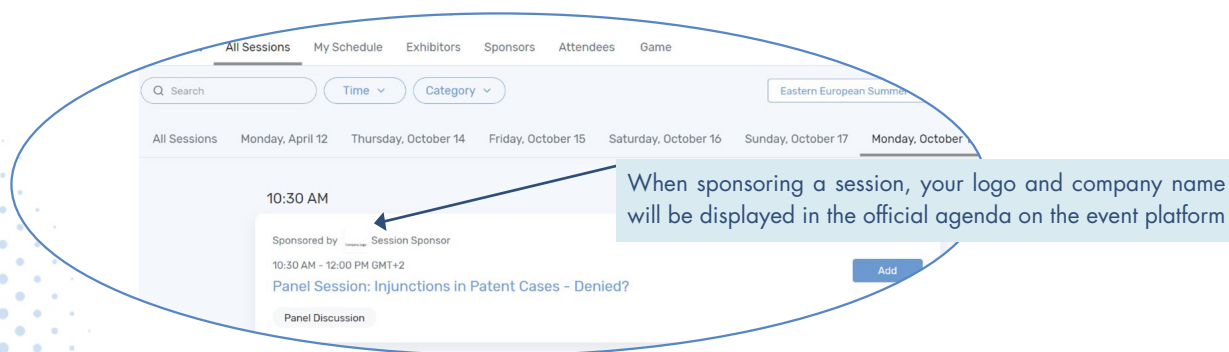 All Sessions My Schedule Exhibitors Sponsors Attendees Game
Search Time Category Eastern European Summer
All Sessions Monday, April 12 Thursday, October 14 Friday, October 15 Saturday, October 16 Sunday, October 17 Monday, October
When sponsoring a session, your logo and company name
will be displayed in the official agenda on the event platform
10:30 AM
Sponsored by Session Sponsor
10:30 AM - 12:00 PM GMT+2
Add
Panel Session: Injunctions in Patent Cases - Denied?
Panel Discussion